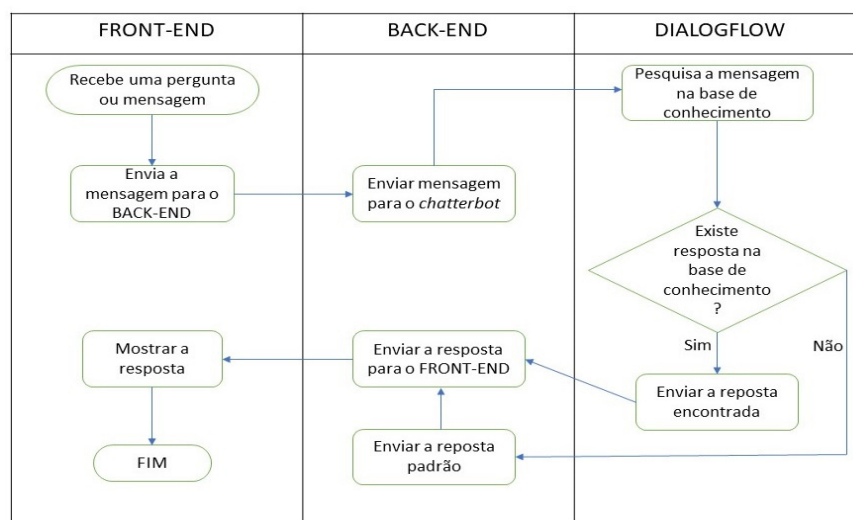 FRONT-END
BACK-END
DIALOGFLOW
Recebe uma pergunta
ou mensagem
Envia a
mensagem para o
BACK-END
Enviar mensagem
para o chatterbot
Pesquisa a mensagem
na base de
conhecimento
Existe
resposta na
base de
conhecimento
?
Sim
Não
Enviar a reposta
encontrada
Enviar a reposta
padrão
Enviar a resposta
para o FRONT-END
Mostrar a
resposta
FIM